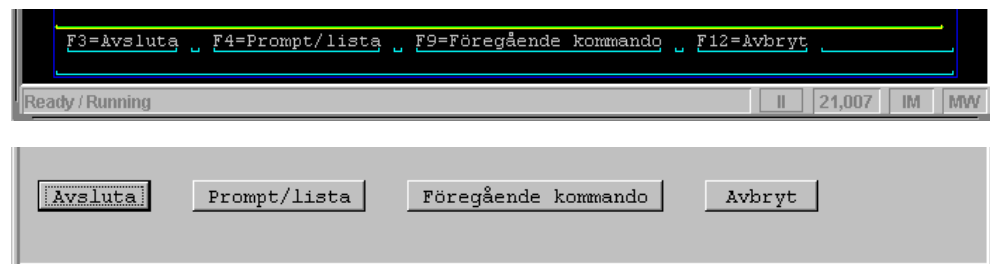 F3=Avsluta F4=Prompt/lista F9=Föregående kommando F12=Avbryt
Ready / Running II 21,007 IM MW
Avsluta Prompt/lista Föregående kommando Avbryt